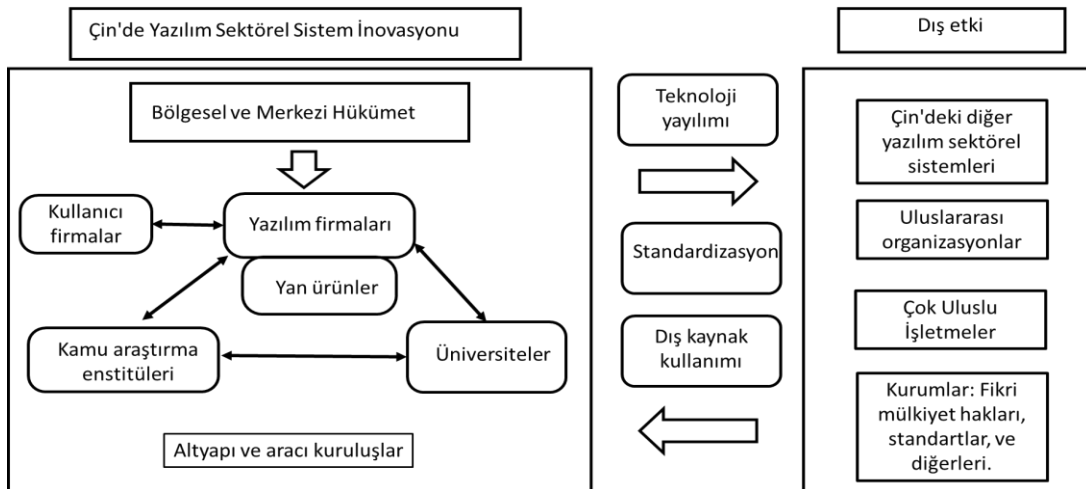 Çin'de Yazılım Sektörel Sistem İnovasyonu
Bölgesel ve Merkezi Hükümet
Kullanıcı
firmalar
Yazılım firmaları
Yan ürünler
Kamu araştırma
enstitüleri
Üniversiteler
Altyapı ve aracı kuruluşlar
Teknoloji
yayılımı
Standardizasyon
Dış kaynak
kullanımı
Dış etki
Çin'deki diğer
yazılım sektörel
sistemleri
Uluslararası
organizasyonlar
Çok Uluslu
İşletmeler
Kurumlar: Fikri
mülkiyet hakları,
standartlar, ve
diğerleri.